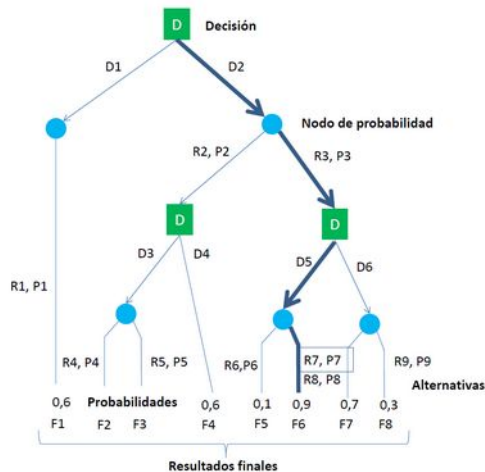 D Decisión
D1 D2
Nodo de probabilidad
R2, P2 R3, P3
D D
D3 D4 D5 D6
R1, P1
R4, P4 R5, P5 R6,P6 R7, P7 R9, P9
R8, P8
Alternativas
0,6 Probabilidades 0,6 0,1 0,9 0,7 0,3
F1 F2 F3 F4 F5 F6 F7 F8
Resultados finales